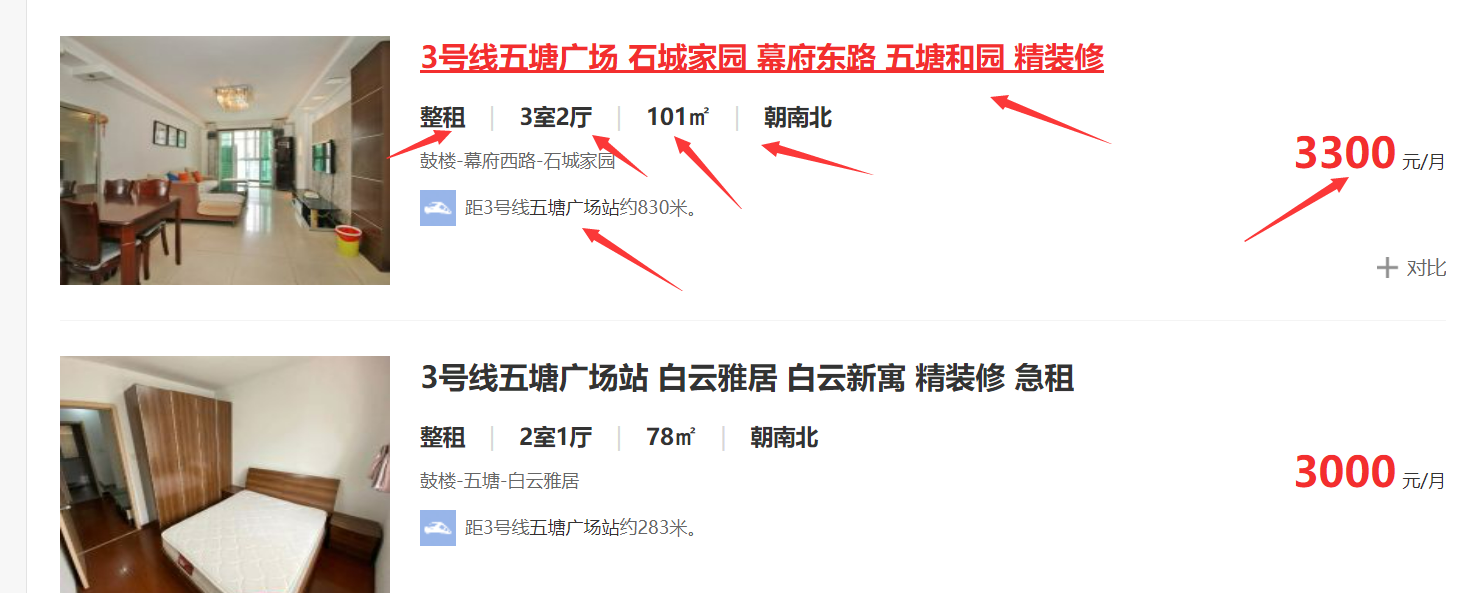 3号线五塘广场 石城家园 幕府东路 五塘和园 精装修
整租 | 3室2厅 | 101㎡ | 朝南北
鼓楼-幕府西路-石城家园
3300 元/月
距3号线五塘广场站约830米。
+ 对比
3号线五塘广场站 白云雅居 白云新寓 精装修 急租
整租 | 2室1厅 | 78㎡ | 朝南北
鼓楼-五塘-白云雅居
3000 元/月
距3号线五塘广场站约283米。